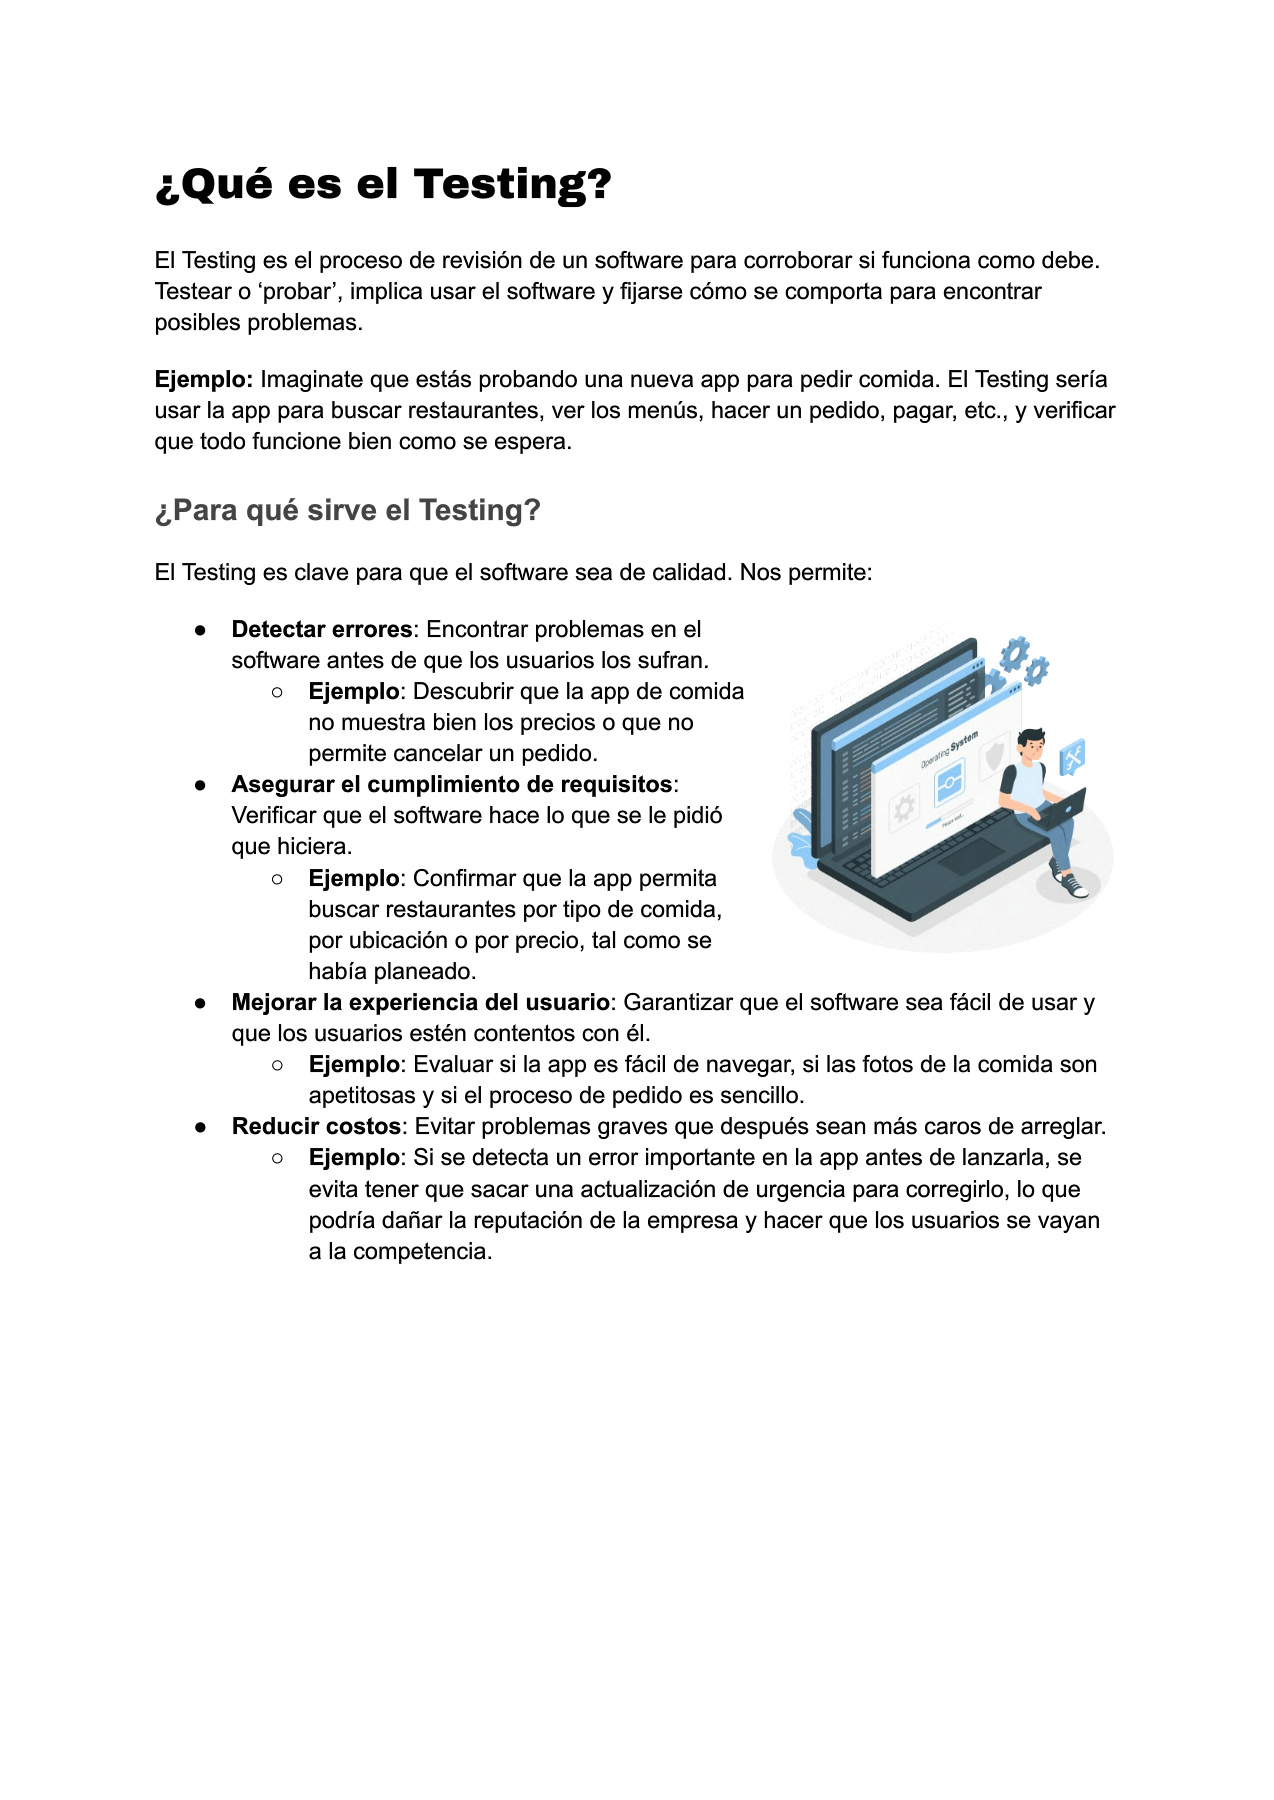 ¿Qué es el Testing?
El Testing es el proceso de revisión de un software para corroborar si funciona como debe.
Testear o ‘probar’, implica usar el software y fijarse cómo se comporta para encontrar
posibles problemas.
Ejemplo: Imaginate que estás probando una nueva app para pedir comida. El Testing sería
usar la app para buscar restaurantes, ver los menús, hacer un pedido, pagar, etc., y verificar
que todo funcione bien como se espera.
¿Para qué sirve el Testing?
El Testing es clave para que el software sea de calidad. Nos permite:
● Detectar errores: Encontrar problemas en el
software antes de que los usuarios los sufran.
○ Ejemplo: Descubrir que la app de comida
no muestra bien los precios o que no
permite cancelar un pedido.
● Asegurar el cumplimiento de requisitos:
Verificar que el software hace lo que se le pidió
que hiciera.
○ Ejemplo: Confirmar que la app permita
buscar restaurantes por tipo de comida,
por ubicación o por precio, tal como se
había planeado.
Operating System
Please wait...
● Mejorar la experiencia del usuario: Garantizar que el software sea fácil de usar y
que los usuarios estén contentos con él.
○ Ejemplo: Evaluar si la app es fácil de navegar, si las fotos de la comida son
apetitosas y si el proceso de pedido es sencillo.
● Reducir costos: Evitar problemas graves que después sean más caros de arreglar.
○ Ejemplo: Si se detecta un error importante en la app antes de lanzarla, se
evita tener que sacar una actualización de urgencia para corregirlo, lo que
podría dañar la reputación de la empresa y hacer que los usuarios se vayan
a la competencia.